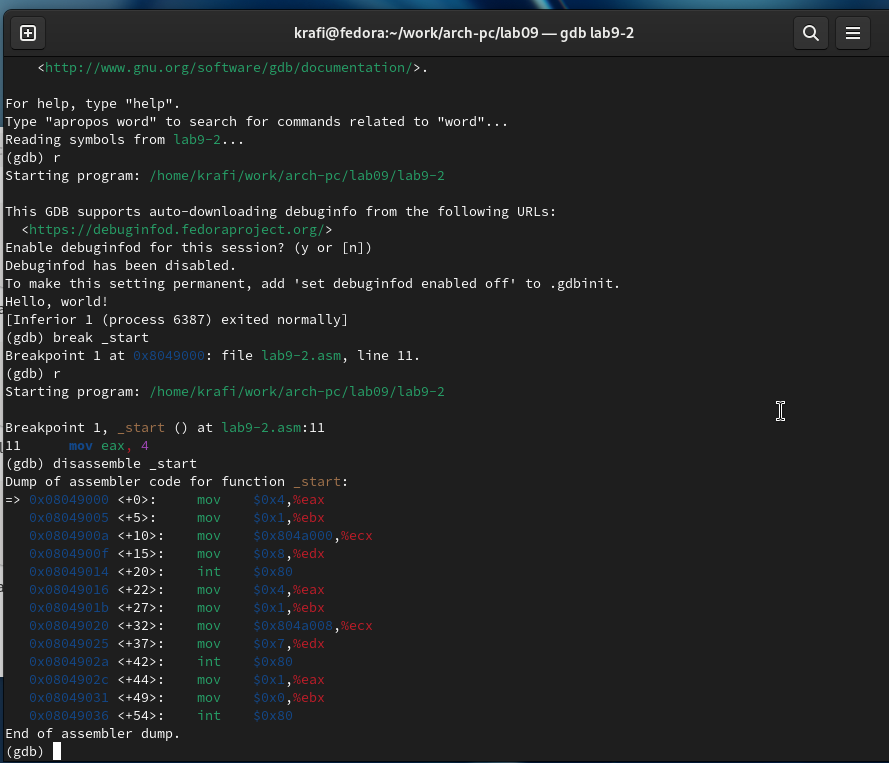 krafi@fedora:~/work/arch-pc/lab09 — gdb lab9-2
    <http://www.gnu.org/software/gdb/documentation/>.
For help, type "help".
Type "apropos word" to search for commands related to "word"...
Reading symbols from lab9-2...
(gdb) r
Starting program: /home/krafi/work/arch-pc/lab09/lab9-2
This GDB supports auto-downloading debuginfo from the following URLs:
  <https://debuginfod.fedoraproject.org/>
Enable debuginfod for this session? (y or [n])
Debuginfod has been disabled.
To make this setting permanent, add 'set debuginfod enabled off' to .gdbinit.
Hello, world!
[Inferior 1 (process 6387) exited normally]
(gdb) break _start
Breakpoint 1 at 0x8049000: file lab9-2.asm, line 11.
(gdb) r
Starting program: /home/krafi/work/arch-pc/lab09/lab9-2
Breakpoint 1, _start () at lab9-2.asm:11
11      mov eax, 4
(gdb) disassemble _start
Dump of assembler code for function _start:
=> 0x08049000 <+0>:     mov    $0x4,%eax
   0x08049005 <+5>:     mov    $0x1,%ebx
   0x0804900a <+10>:    mov    $0x804a000,%ecx
   0x0804900f <+15>:    mov    $0x8,%edx
   0x08049014 <+20>:    int    $0x80
   0x08049016 <+22>:    mov    $0x4,%eax
   0x0804901b <+27>:    mov    $0x1,%ebx
   0x08049020 <+32>:    mov    $0x804a008,%ecx
   0x08049025 <+37>:    mov    $0x7,%edx
   0x0804902a <+42>:    int    $0x80
   0x0804902c <+44>:    mov    $0x1,%eax
   0x08049031 <+49>:    mov    $0x0,%ebx
   0x08049036 <+54>:    int    $0x80
End of assembler dump.
(gdb)